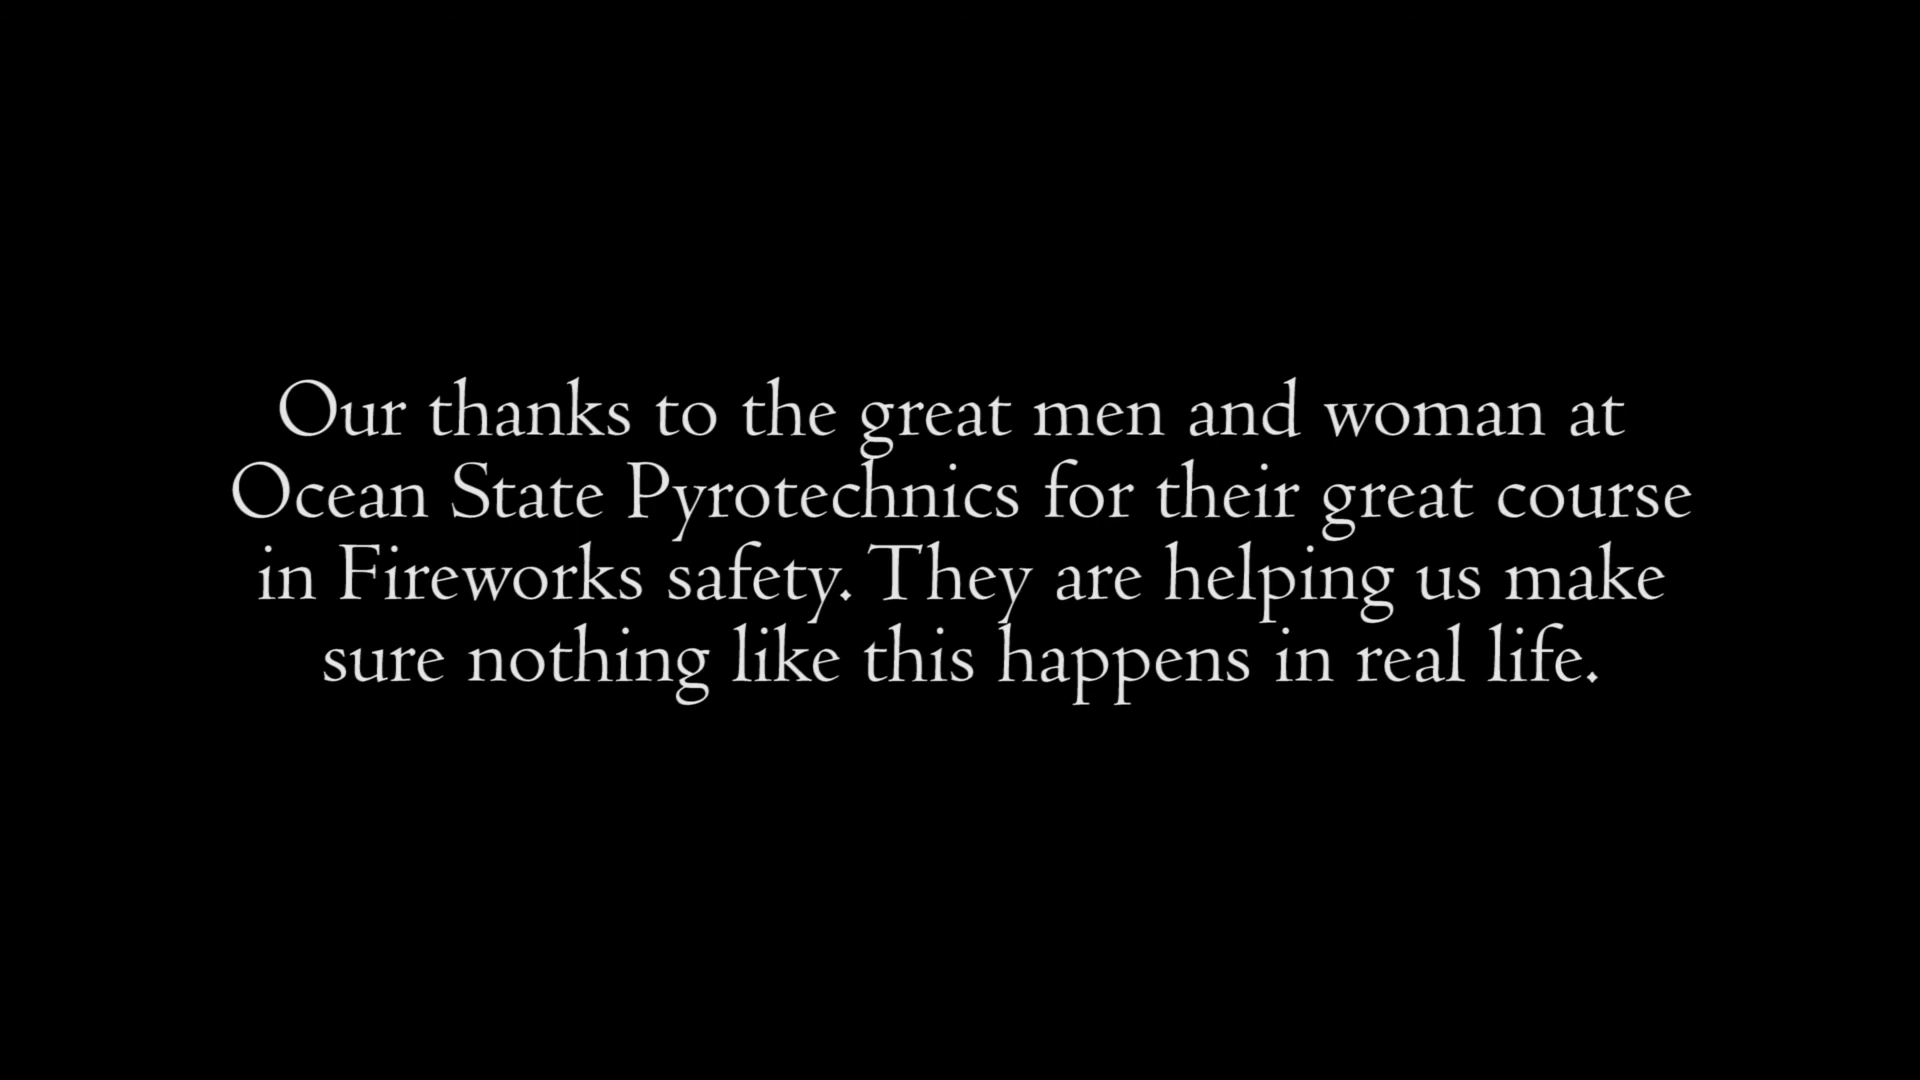 Our thanks to the great men and woman at
Ocean State Pyrotechnics for their great course
in Fireworks safety. They are helping us make
sure nothing like this happens in real life.